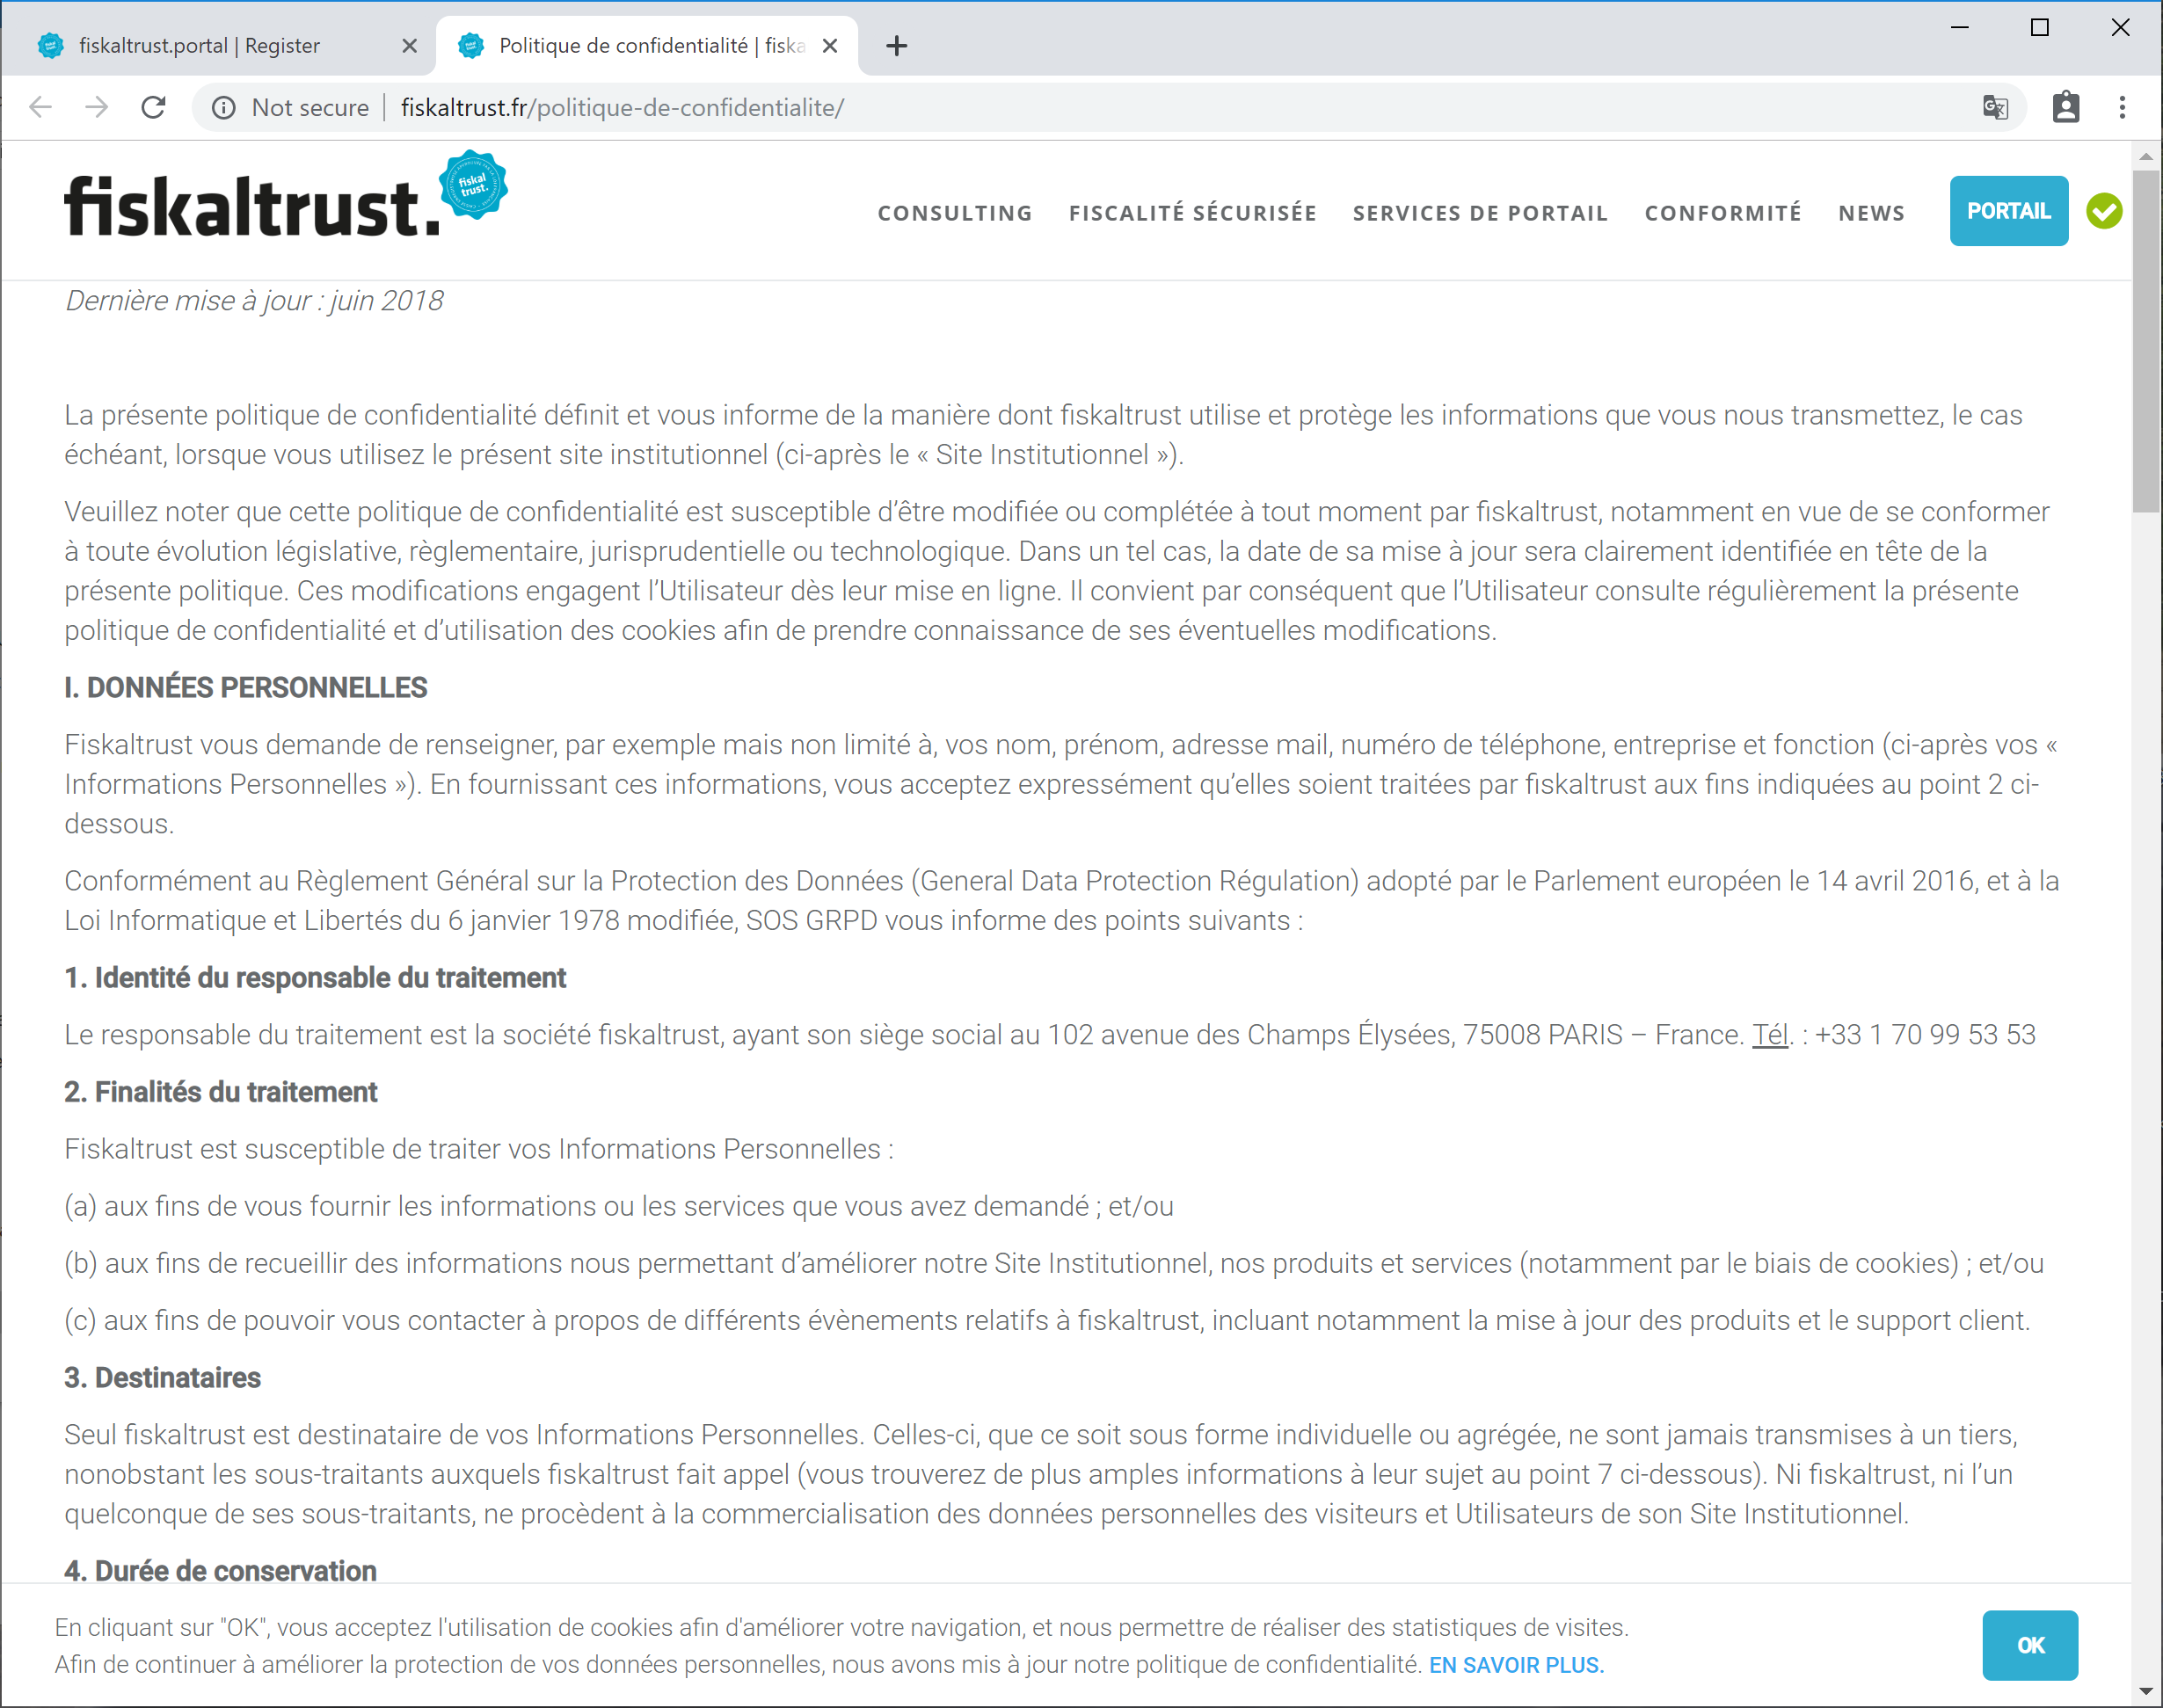 fiskaltrust.portal | Register
Politique de confidentialité | fiska
Not secure
fiskaltrust.fr/politique-de-confidentialite/
fiskaltrust.
fiskal
trust.
CONSULTING FISCALITÉ SÉCURISÉE SERVICES DE PORTAIL CONFORMITÉ NEWS PORTAIL
Dernière mise à jour : juin 2018
La présente politique de confidentialité définit et vous informe de la manière dont fiskaltrust utilise et protège les informations que vous nous transmettez, le cas
échéant, lorsque vous utilisez le présent site institutionnel (ci-après le « Site Institutionnel »).
Veuillez noter que cette politique de confidentialité est susceptible d’être modifiée ou complétée à tout moment par fiskaltrust, notamment en vue de se conformer
à toute évolution législative, règlementaire, jurisprudentielle ou technologique. Dans un tel cas, la date de sa mise à jour sera clairement identifiée en tête de la
présente politique. Ces modifications engagent l’Utilisateur dès leur mise en ligne. Il convient par conséquent que l’Utilisateur consulte régulièrement la présente
politique de confidentialité et d’utilisation des cookies afin de prendre connaissance de ses éventuelles modifications.
I. DONNÉES PERSONNELLES
Fiskaltrust vous demande de renseigner, par exemple mais non limité à, vos nom, prénom, adresse mail, numéro de téléphone, entreprise et fonction (ci-après vos «
Informations Personnelles »). En fournissant ces informations, vous acceptez expressément qu’elles soient traitées par fiskaltrust aux fins indiquées au point 2 ci-
dessous.
Conformément au Règlement Général sur la Protection des Données (General Data Protection Régulation) adopté par le Parlement européen le 14 avril 2016, et à la
Loi Informatique et Libertés du 6 janvier 1978 modifiée, SOS GRPD vous informe des points suivants :
1. Identité du responsable du traitement
Le responsable du traitement est la société fiskaltrust, ayant son siège social au 102 avenue des Champs Élysées, 75008 PARIS – France. Tél. : +33 1 70 99 53 53
2. Finalités du traitement
Fiskaltrust est susceptible de traiter vos Informations Personnelles :
(a) aux fins de vous fournir les informations ou les services que vous avez demandé ; et/ou
(b) aux fins de recueillir des informations nous permettant d’améliorer notre Site Institutionnel, nos produits et services (notamment par le biais de cookies) ; et/ou
(c) aux fins de pouvoir vous contacter à propos de différents évènements relatifs à fiskaltrust, incluant notamment la mise à jour des produits et le support client.
3. Destinataires
Seul fiskaltrust est destinataire de vos Informations Personnelles. Celles-ci, que ce soit sous forme individuelle ou agrégée, ne sont jamais transmises à un tiers,
nonobstant les sous-traitants auxquels fiskaltrust fait appel (vous trouverez de plus amples informations à leur sujet au point 7 ci-dessous). Ni fiskaltrust, ni l’un
quelconque de ses sous-traitants, ne procèdent à la commercialisation des données personnelles des visiteurs et Utilisateurs de son Site Institutionnel.
4. Durée de conservation
En cliquant sur "OK", vous acceptez l'utilisation de cookies afin d'améliorer votre navigation, et nous permettre de réaliser des statistiques de visites.
Afin de continuer à améliorer la protection de vos données personnelles, nous avons mis à jour notre politique de confidentialité. EN SAVOIR PLUS.
OK